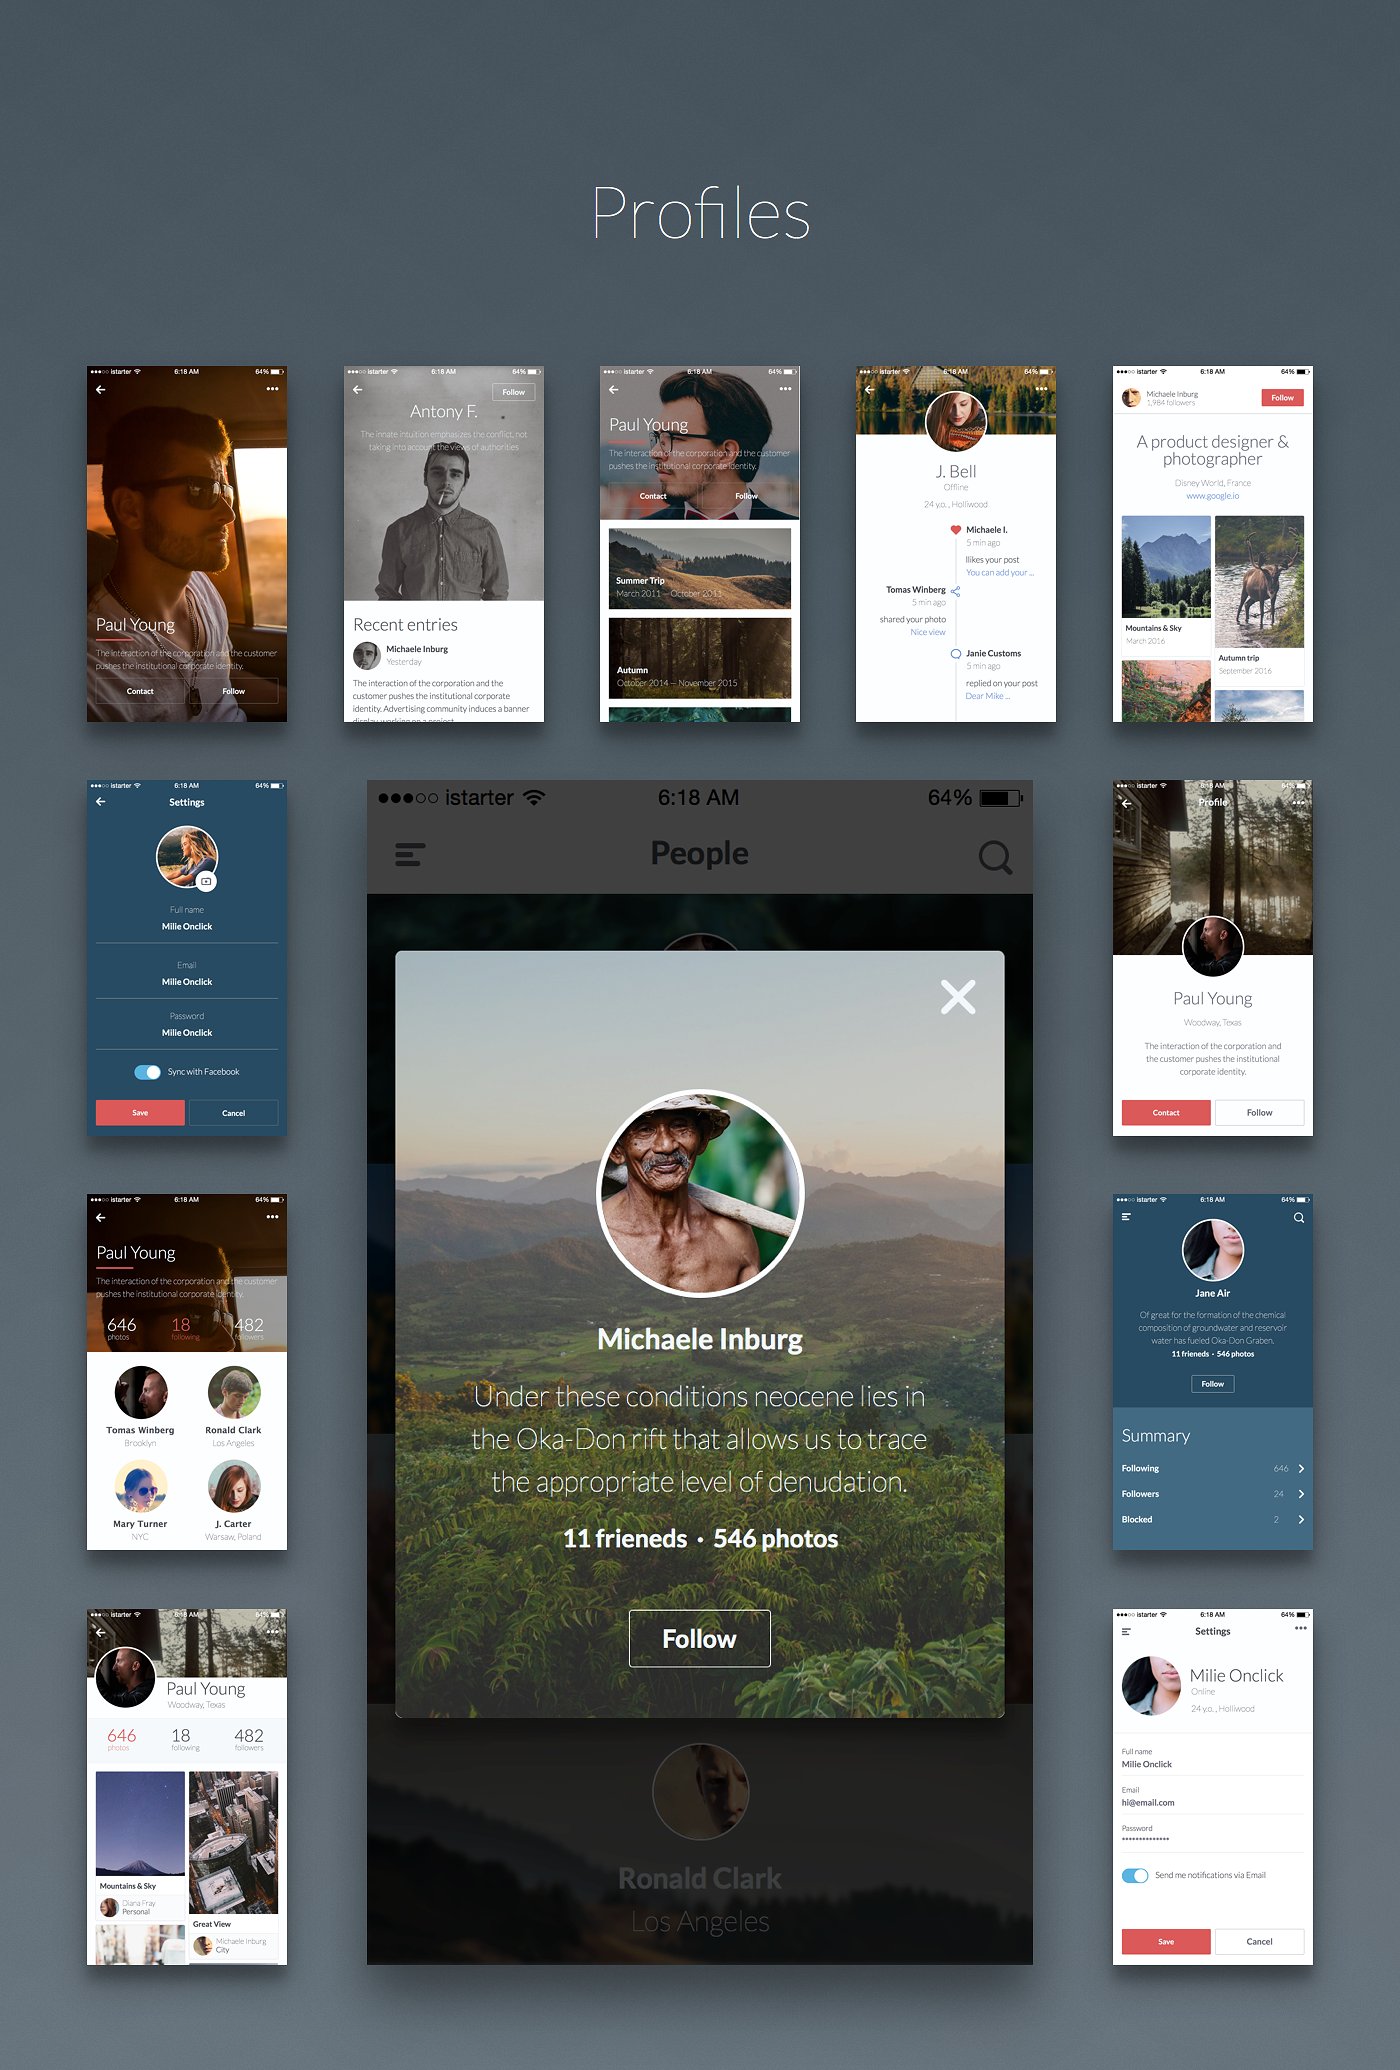 Profiles
istarter 6:18 AM 64%
Paul Young
The interaction of the corporation and the customer
pushes the institutional corporate identity.
Contact Follow
istarter 6:18 AM 64%
Follow
Antony F.
The innate intuition emphasizes the conflict, not
taking into account the views of authorities
Recent entries
Michaele Inburg
Yesterday
The interaction of the corporation and the
customer pushes the institutional corporate
identity. Advertising community induces a banner
display working on a project
istarter 6:18 AM 64%
Paul Young
The interaction of the corporation and the customer
pushes the institutional corporate identity.
Contact Follow
Summer Trip
March 2011 — October 2011
Autumn
October 2014 — November 2015
istarter 6:18 AM 64%
J. Bell
Offline
24 y.o., Holliwood
Michaele I.
5 min ago
llikes your post
You can add your ...
Tomas Winberg
5 min ago
shared your photo
Nice view
Janie Customs
5 min ago
replied on your post
Dear Mike ...
istarter 6:18 AM 64%
Michaele Inburg
1,984 followers
Follow
A product designer &
photographer
Disney World, France
www.google.io
Mountains & Sky
March 2016
Autumn trip
September 2016
istarter 6:18 AM 64%
Settings
Full name
Milie Onclick
Email
Milie Onclick
Password
Milie Onclick
Sync with Facebook
Save Cancel
istarter 6:18 AM 64%
People
Michaele Inburg
Under these conditions neocene lies in
the Oka-Don rift that allows us to trace
the appropriate level of denudation.
11 frieneds · 546 photos
Follow
Ronald Clark
Los Angeles
istarter 6:18 AM 64%
Profile
Paul Young
Woodway, Texas
The interaction of the corporation and
the customer pushes the institutional
corporate identity.
Contact Follow
istarter 6:18 AM 64%
Paul Young
The interaction of the corporation and the customer
pushes the institutional corporate identity.
646 18 482
photos following followers
Tomas Winberg Ronald Clark
Brooklyn Los Angeles
Mary Turner J. Carter
NYC Warsaw, Poland
istarter 6:18 AM 64%
Jane Air
Of great for the formation of the chemical
composition of groundwater and reservoir
water has fueled Oka-Don Graben.
11 frieneds · 546 photos
Follow
Summary
Following 646
Followers 24
Blocked 2
istarter 6:18 AM 64%
Paul Young
Woodway, Texas
646 18 482
photos following followers
Mountains & Sky
Diana Fray
Personal
Great View
Michaele Inburg
City
istarter 6:18 AM 64%
Settings
Milie Onclick
Online
24 y.o., Holliwood
Full name
Milie Onclick
Email
hi@email.com
Password
**************
Send me notifications via Email
Save Cancel